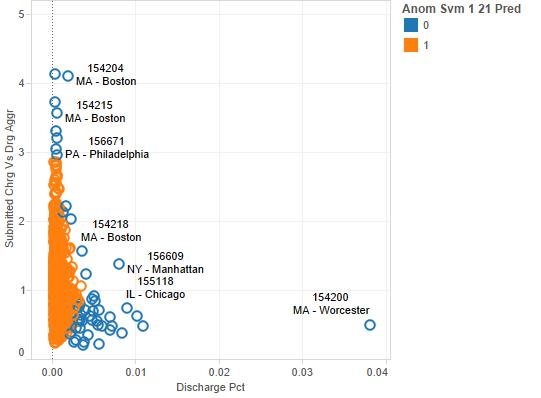 Anom Svm 1 21 Pred
0
1
5
4
3
2
1
0
Submitted Chrg Vs Drg Aggr
154204
MA - Boston
154215
MA - Boston
156671
PA - Philadelphia
154218
MA - Boston
156609
NY - Manhattan
155118
IL - Chicago
154200
MA - Worcester
0.00
0.01
0.02
0.03
0.04
Discharge Pct